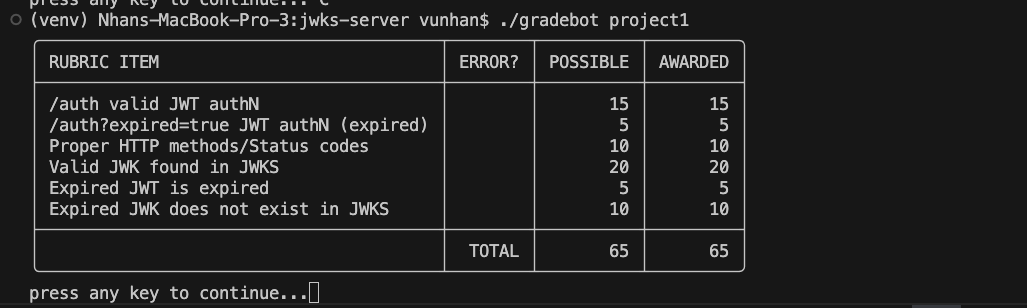 press any key to continue... C
(venv) Nhans-MacBook-Pro-3:jwks-server vunhan$ ./gradebot project1
RUBRIC ITEM ERROR? POSSIBLE AWARDED
/auth valid JWT authN 15 15
/auth?expired=true JWT authN (expired) 5 5
Proper HTTP methods/Status codes 10 10
Valid JWK found in JWKS 20 20
Expired JWT is expired 5 5
Expired JWK does not exist in JWKS 10 10
TOTAL 65 65
press any key to continue...